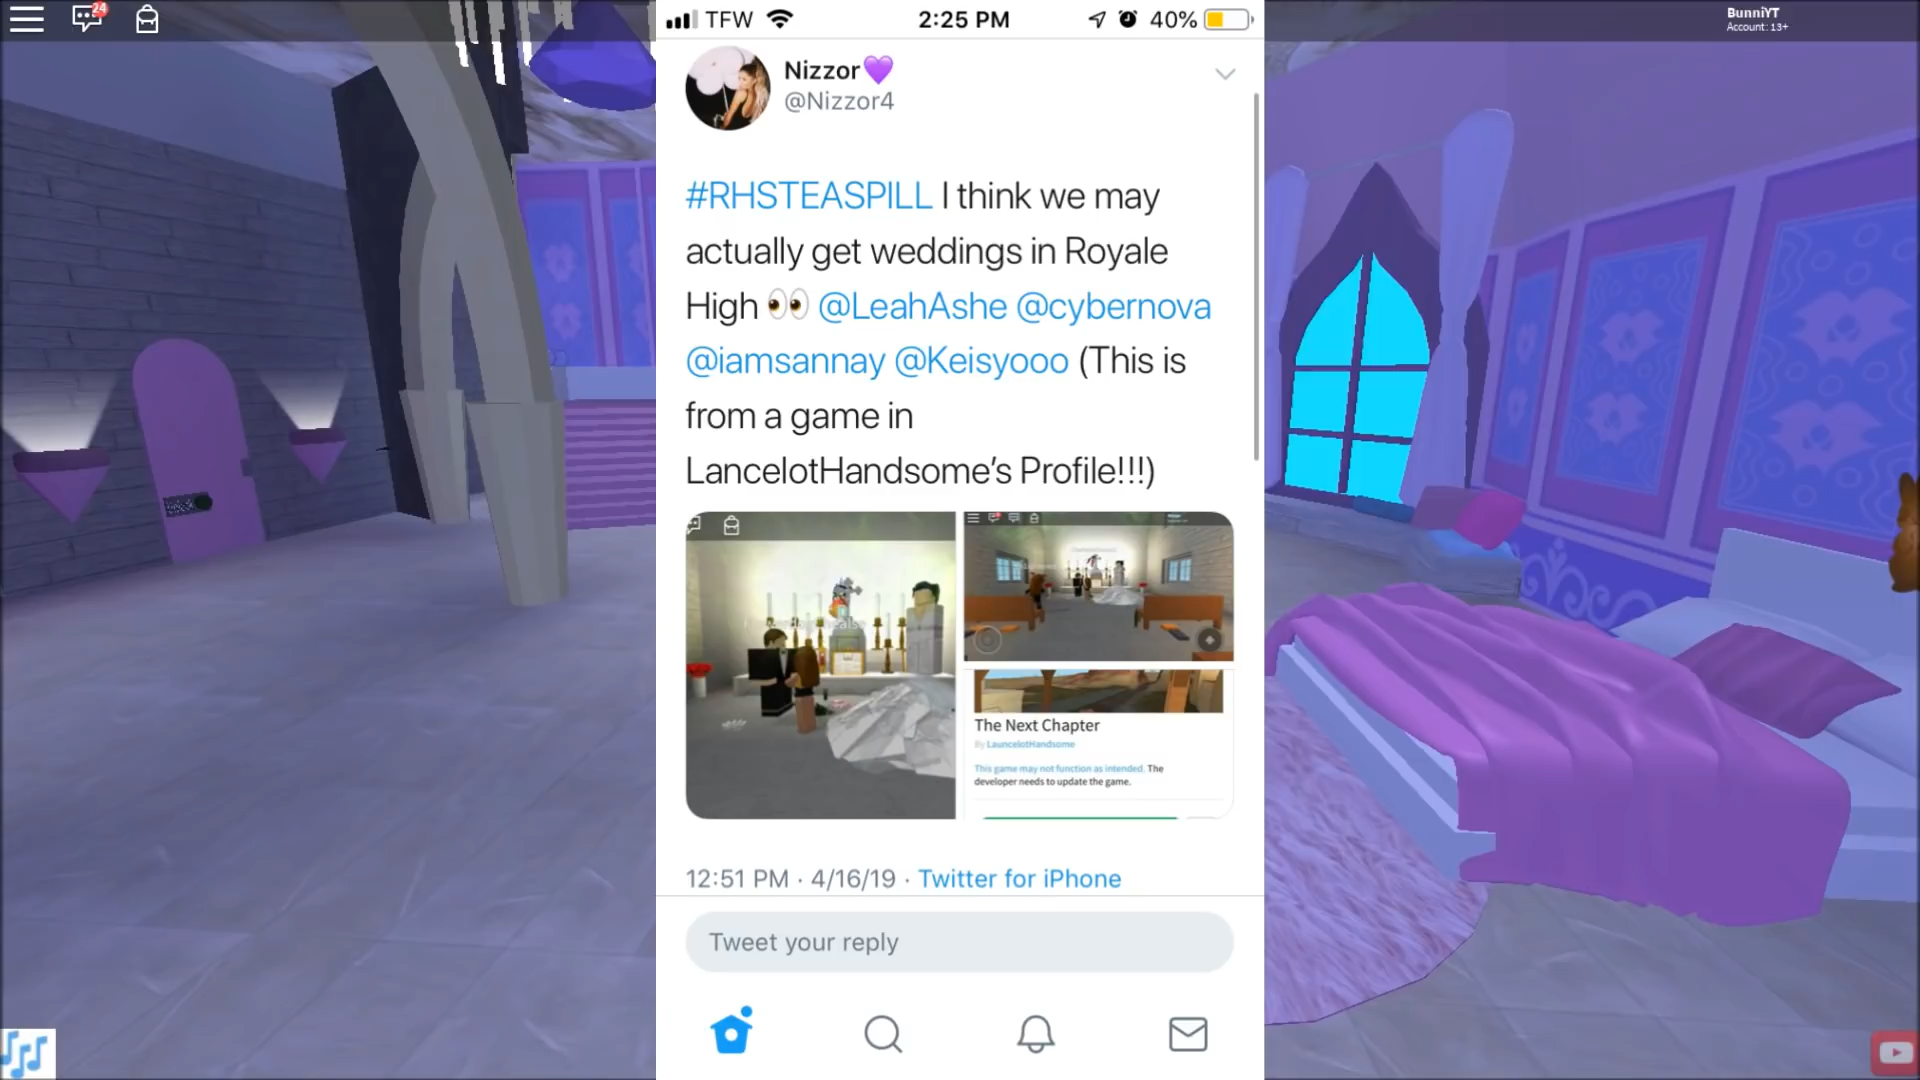 24
BunniYT
Account: 13+
TFW
2:25 PM
40%
Nizzor💜
@Nizzor4
#RHSTEASPILL I think we may
actually get weddings in Royale
High 👀 @LeahAshe @cybernova
@iamsannay @Keisyooo (This is
from a game in
LancelotHandsome's Profile!!!)
The Next Chapter
By LauncelotHandsome
This game may not function as intended. The
developer needs to update the game.
12:51 PM · 4/16/19 · Twitter for iPhone
Tweet your reply